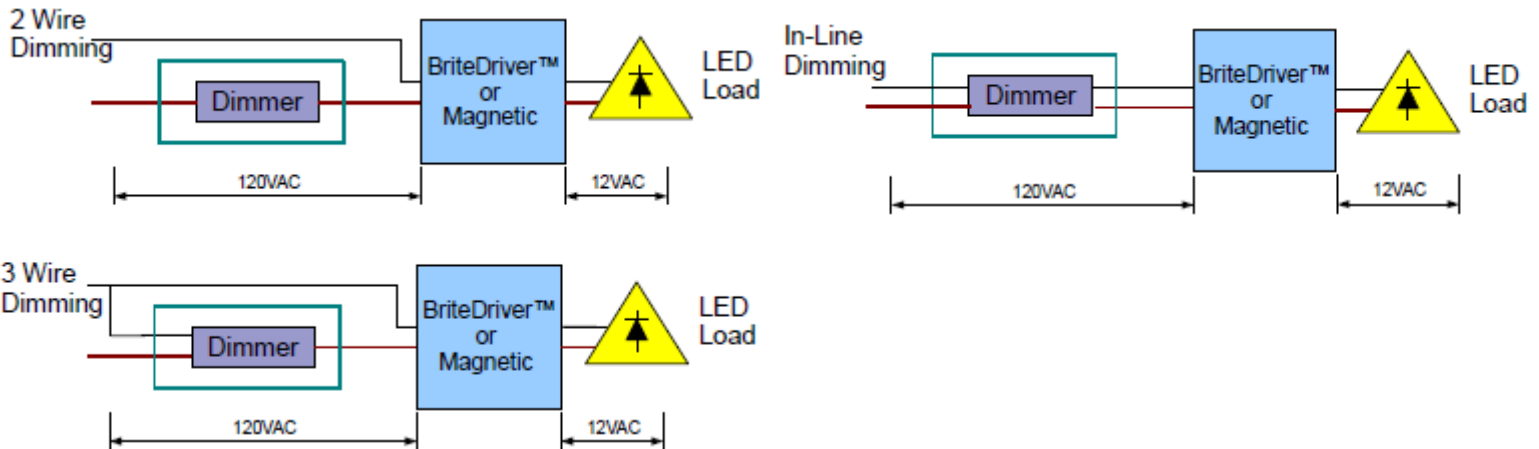 2 Wire
Dimming
Dimmer
BriteDriver™
or
Magnetic
LED
Load
120VAC
12VAC
In-Line
Dimming
Dimmer
BriteDriver™
or
Magnetic
LED
Load
120VAC
12VAC
3 Wire
Dimming
Dimmer
BriteDriver™
or
Magnetic
LED
Load
120VAC
12VAC